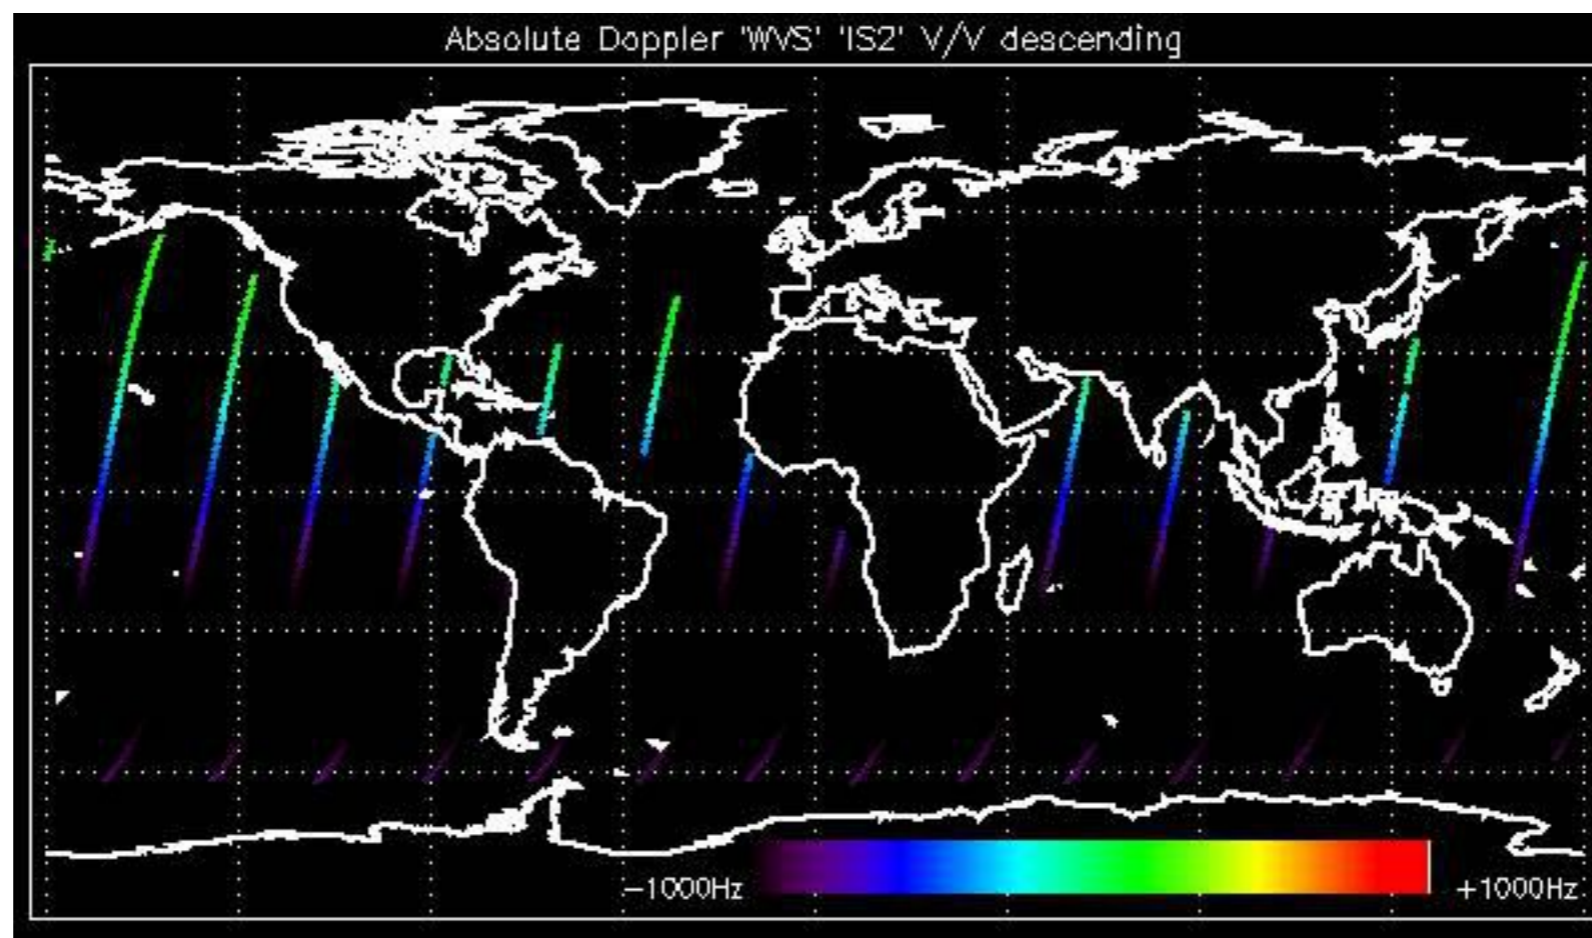 Absolute Doppler 'WVS' 'IS2' V/V descending
-1000Hz +1000Hz